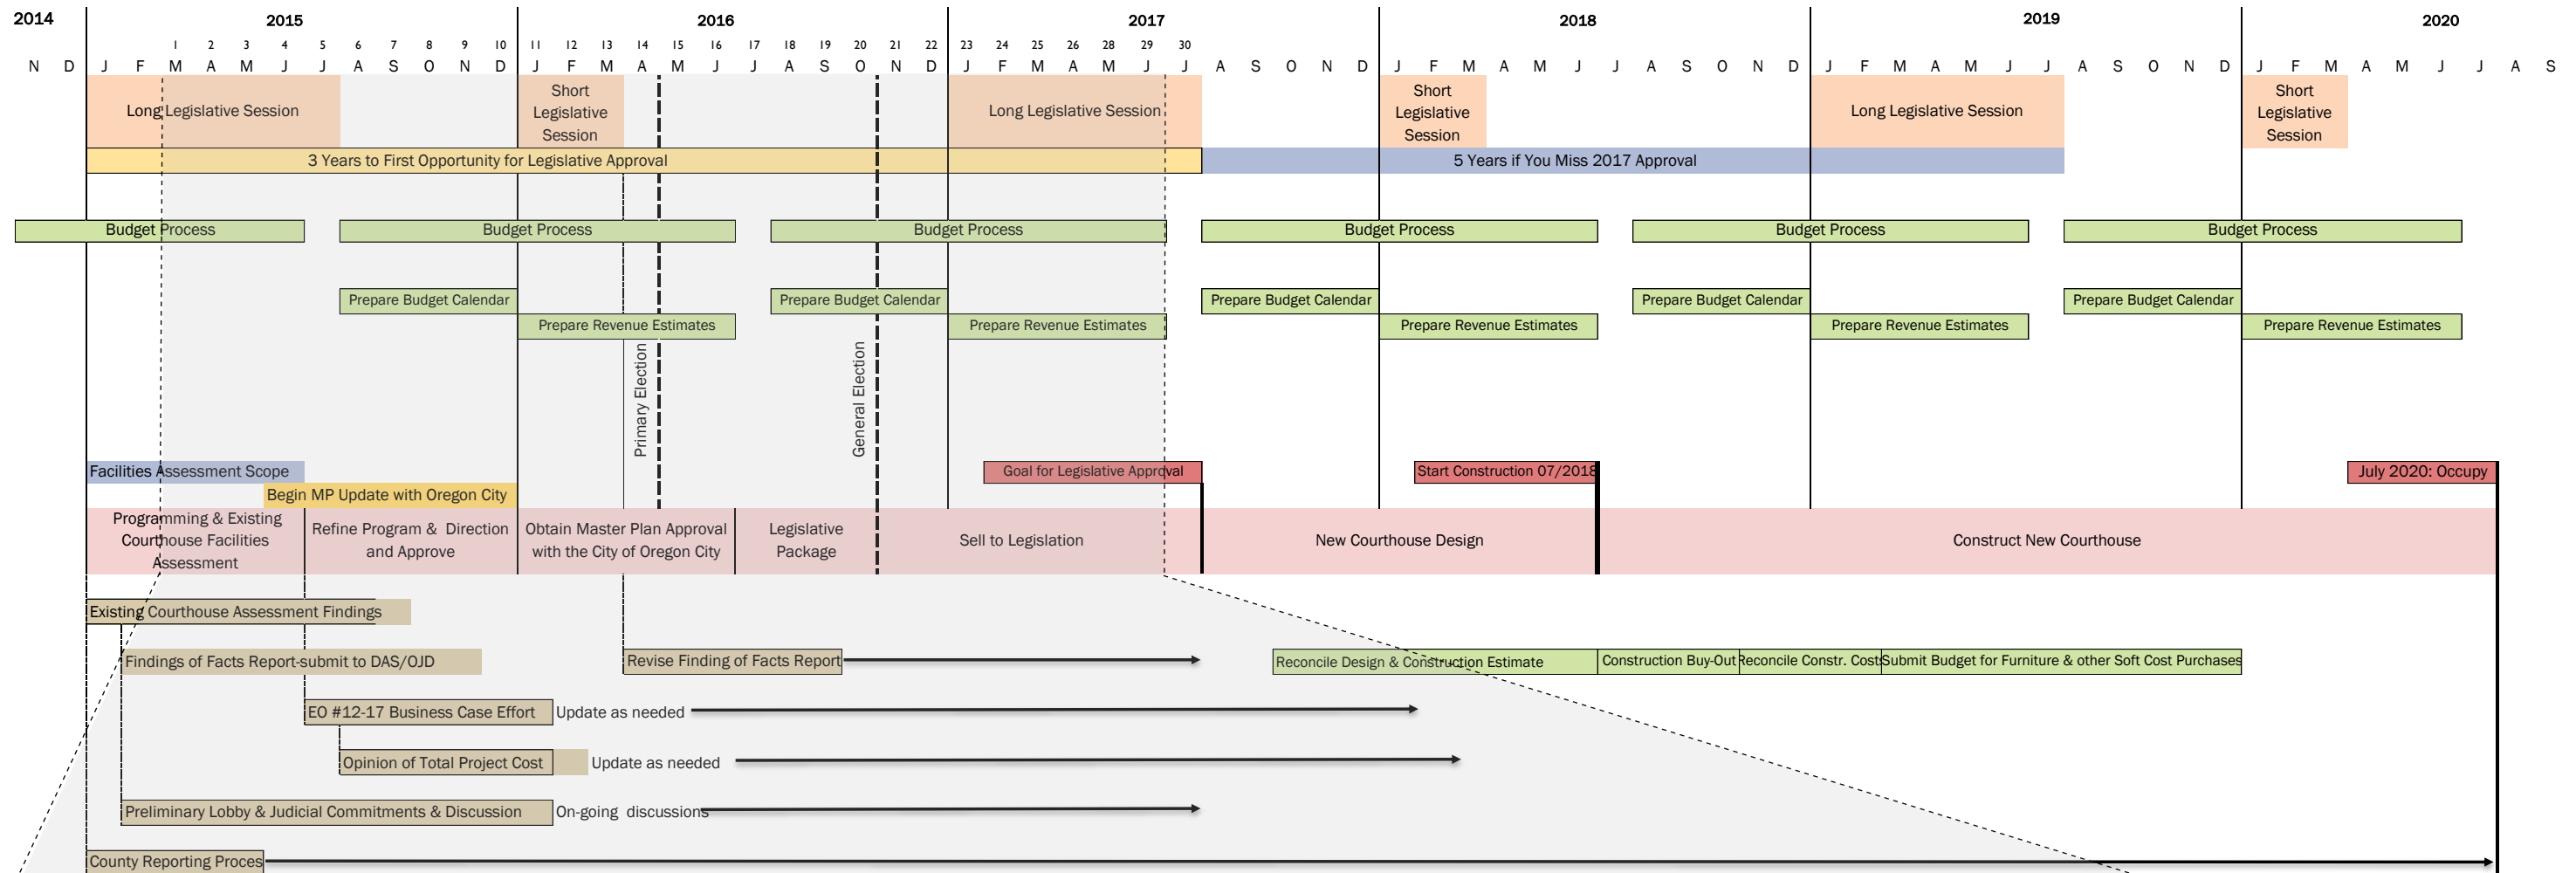 2014 2015 2016 2017 2018 2019 2020
1 2 3 4 5 6 7 8 9 10 11 12 13 14 15 16 17 18 19 20 21 22 23 24 25 26 28 29 30
N D J F M A M J J A S O N D J F M A M J J A S O N D J F M A M J J A S O N D J F M A M J J A S O N D J F M A M J J A S O N D J F M A M J J A S
Long Legislative Session
Short
Legislative
Session
Long Legislative Session
Short
Legislative
Session
Long Legislative Session
Short
Legislative
Session
3 Years to First Opportunity for Legislative Approval
5 Years if You Miss 2017 Approval
Budget Process
Budget Process
Budget Process
Budget Process
Budget Process
Budget Process
Prepare Budget Calendar
Prepare Budget Calendar
Prepare Budget Calendar
Prepare Budget Calendar
Prepare Budget Calendar
Prepare Revenue Estimates
Prepare Revenue Estimates
Prepare Revenue Estimates
Prepare Revenue Estimates
Prepare Revenue Estimates
Primary Election
General Election
Facilities Assessment Scope
Goal for Legislative Approval
Start Construction 07/2018
July 2020: Occupy
Begin MP Update with Oregon City
Programming & Existing
Courthouse Facilities
Assessment
Refine Program & Direction
and Approve
Obtain Master Plan Approval
with the City of Oregon City
Legislative
Package
Sell to Legislation
New Courthouse Design
Construct New Courthouse
Existing Courthouse Assessment Findings
Findings of Facts Report-submit to DAS/OJD
Revise Finding of Facts Report
Reconcile Design & Construction Estimate
Construction Buy-Out
Reconcile Constr. Costs
Submit Budget for Furniture & other Soft Cost Purchases
EO #12-17 Business Case Effort
Update as needed
Opinion of Total Project Cost
Update as needed
Preliminary Lobby & Judicial Commitments & Discussion
On-going discussions
County Reporting Proces